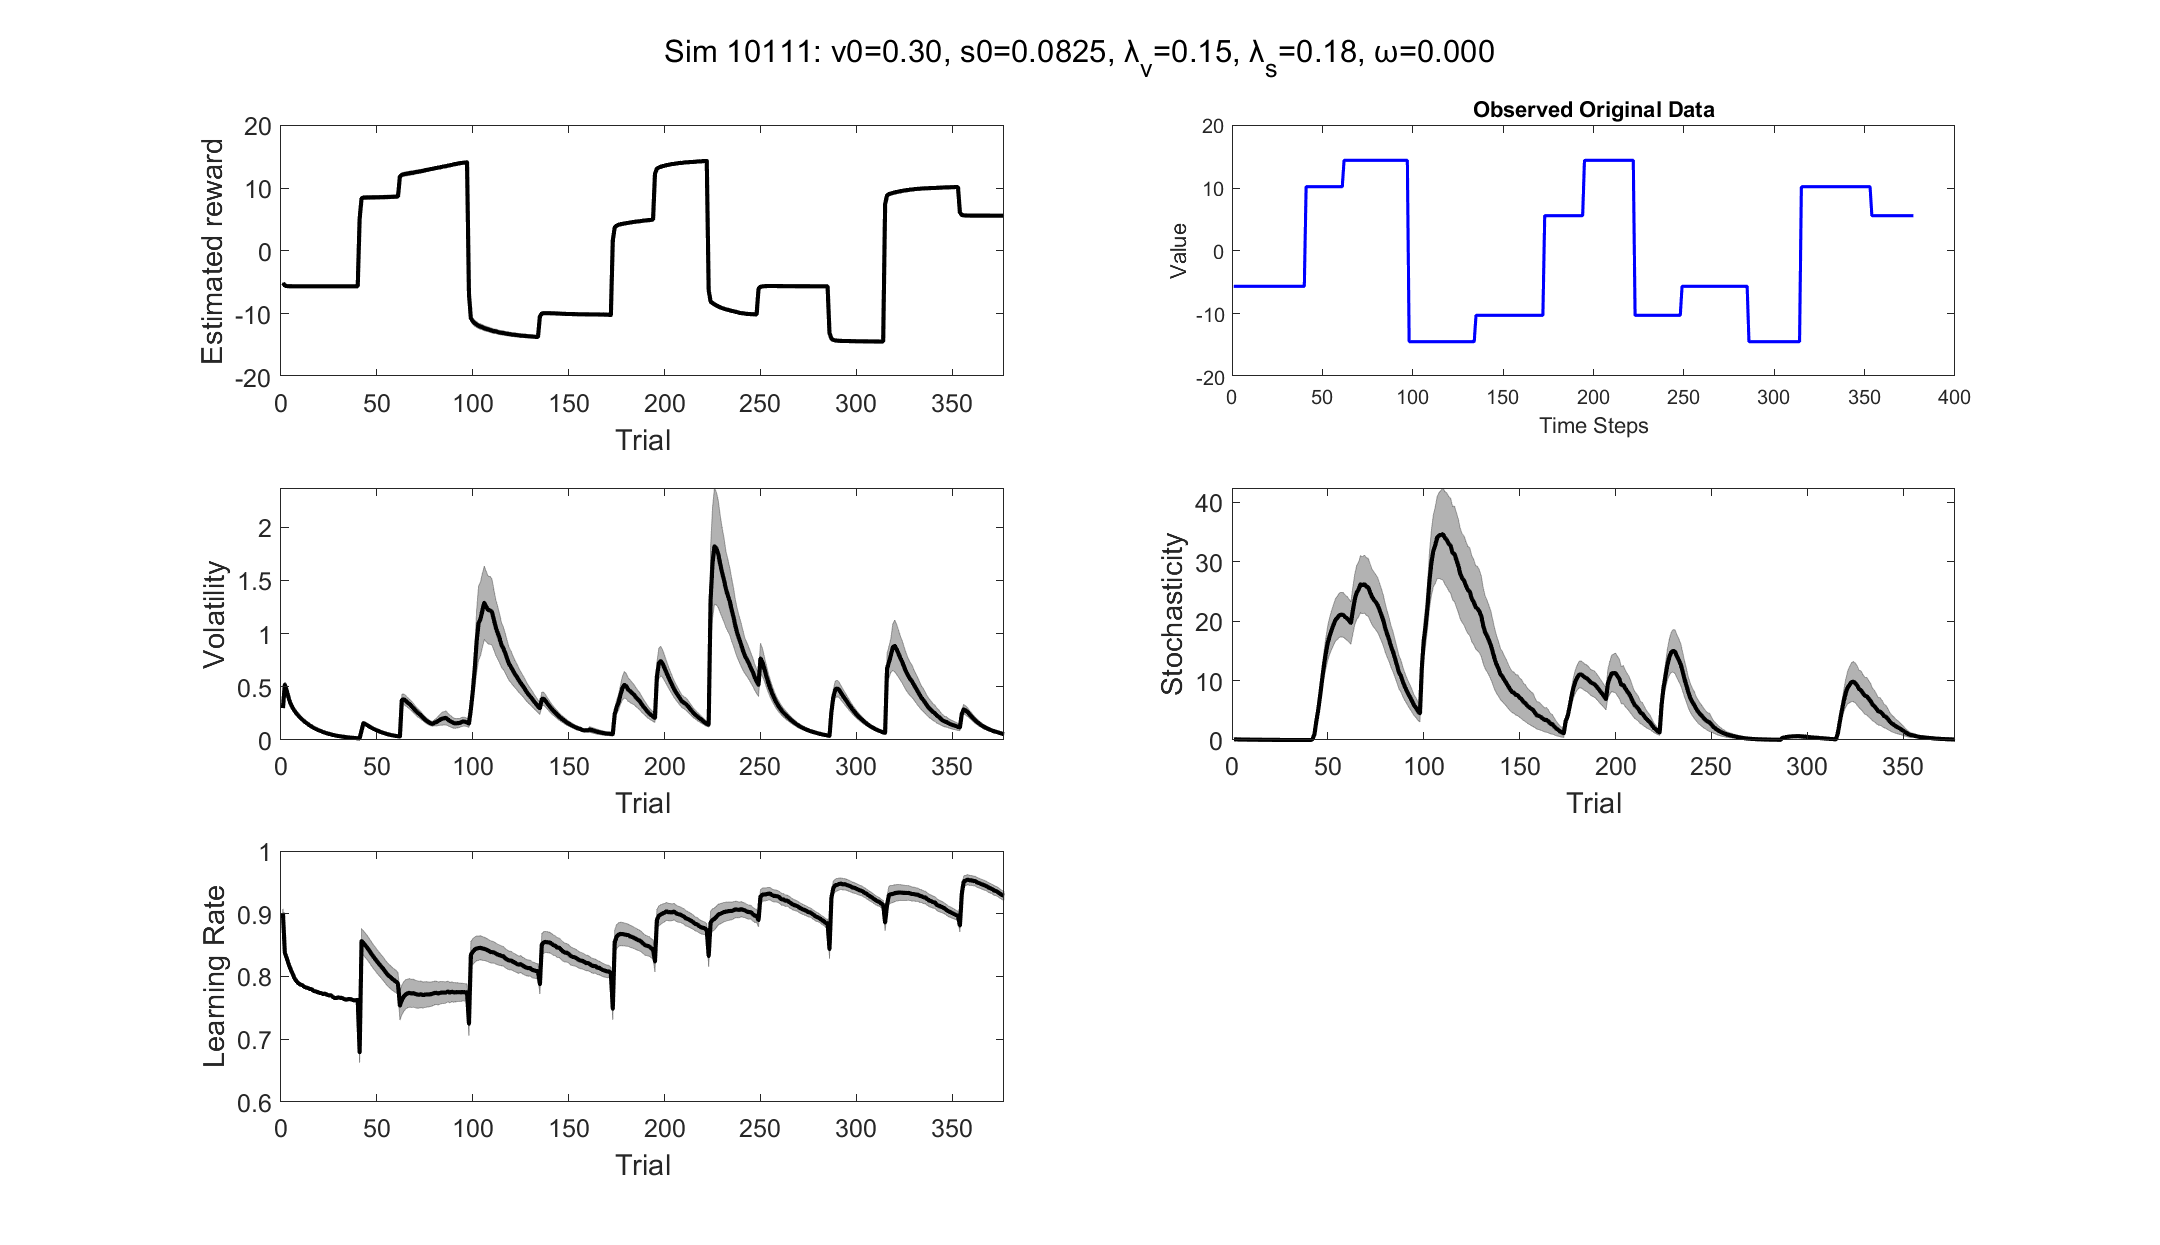 Sim 10111: v0=0.30, s0=0.0825, λ_v=0.15, λ_s=0.18, ω=0.000
Estimated reward
20
10
0
-10
-20
0 50 100 150 200 250 300 350
Trial
Observed Original Data
Value
20
10
0
-10
-20
0 50 100 150 200 250 300 350 400
Time Steps
Volatility
2
1.5
1
0.5
0
0 50 100 150 200 250 300 350
Trial
Stochasticity
40
30
20
10
0
0 50 100 150 200 250 300 350
Trial
Learning Rate
1
0.9
0.8
0.7
0.6
0 50 100 150 200 250 300 350
Trial